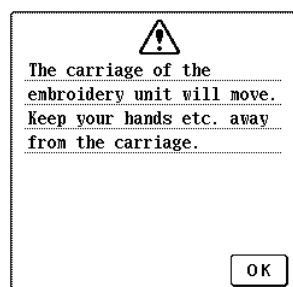 The carriage of the
embroidery unit will move.
Keep your hands etc. away
from the carriage.
OK